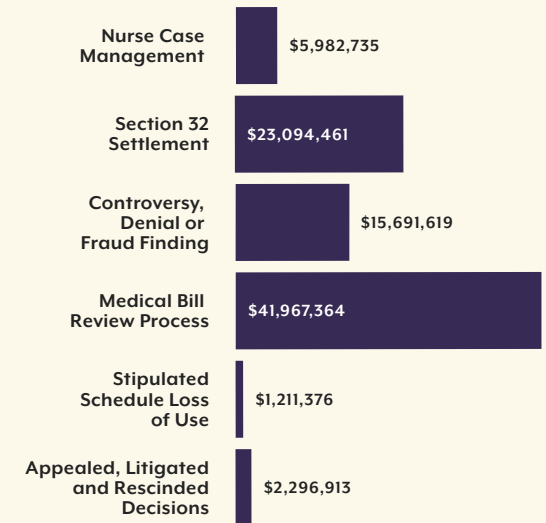 Nurse Case
Management
$5,982,735
Section 32
Settlement
$23,094,461
Controversy,
Denial or
Fraud Finding
$15,691,619
Medical Bill
Review Process
$41,967,364
Stipulated
Schedule Loss
of Use
$1,211,376
Appealed, Litigated
and Rescinded
Decisions
$2,296,913